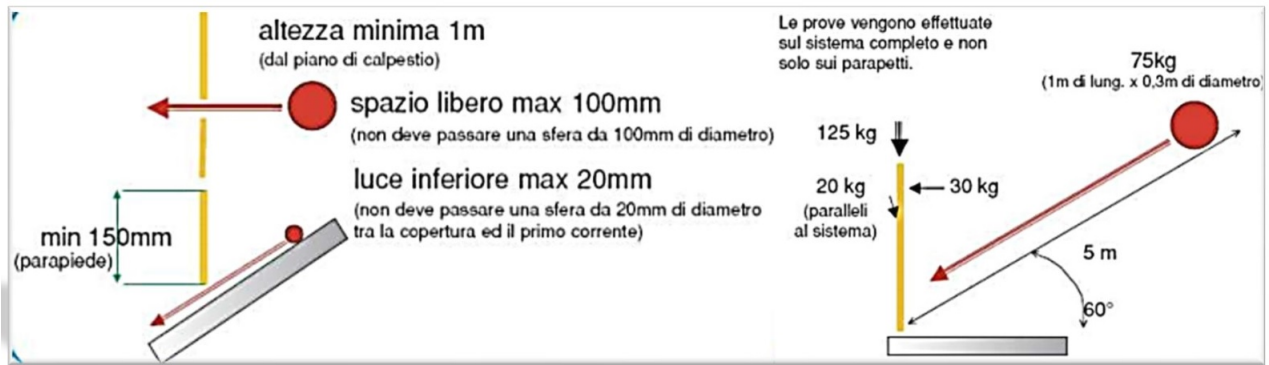 altezza minima 1m
(dal piano di calpestio)
spazio libero max 100mm
(non deve passare una sfera da 100mm di diametro)
luce inferiore max 20mm
(non deve passare una sfera da 20mm di diametro
tra la copertura ed il primo corrente)
min 150mm
(parapiede)
Le prove vengono effettuate
sul sistema completo e non
solo sui parapetti.
75kg
(1m di lung. x 0,3m di diametro)
125 kg
20 kg
(paralleli
al sistema)
30 kg
5 m
60°